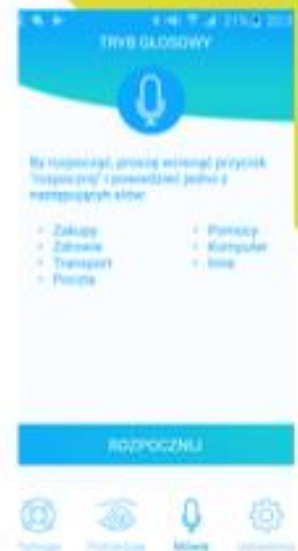 21%
TRYB GŁOSOWY
By rozpocząć, proszę wcisnąć przycisk
"rozpocznij" i powiedzieć jedno z
następujących słów:
Zakupy
Zdrowie
Transport
Poczta
Pomocy
Komputer
Inne
ROZPOCZNIJ
Mówię